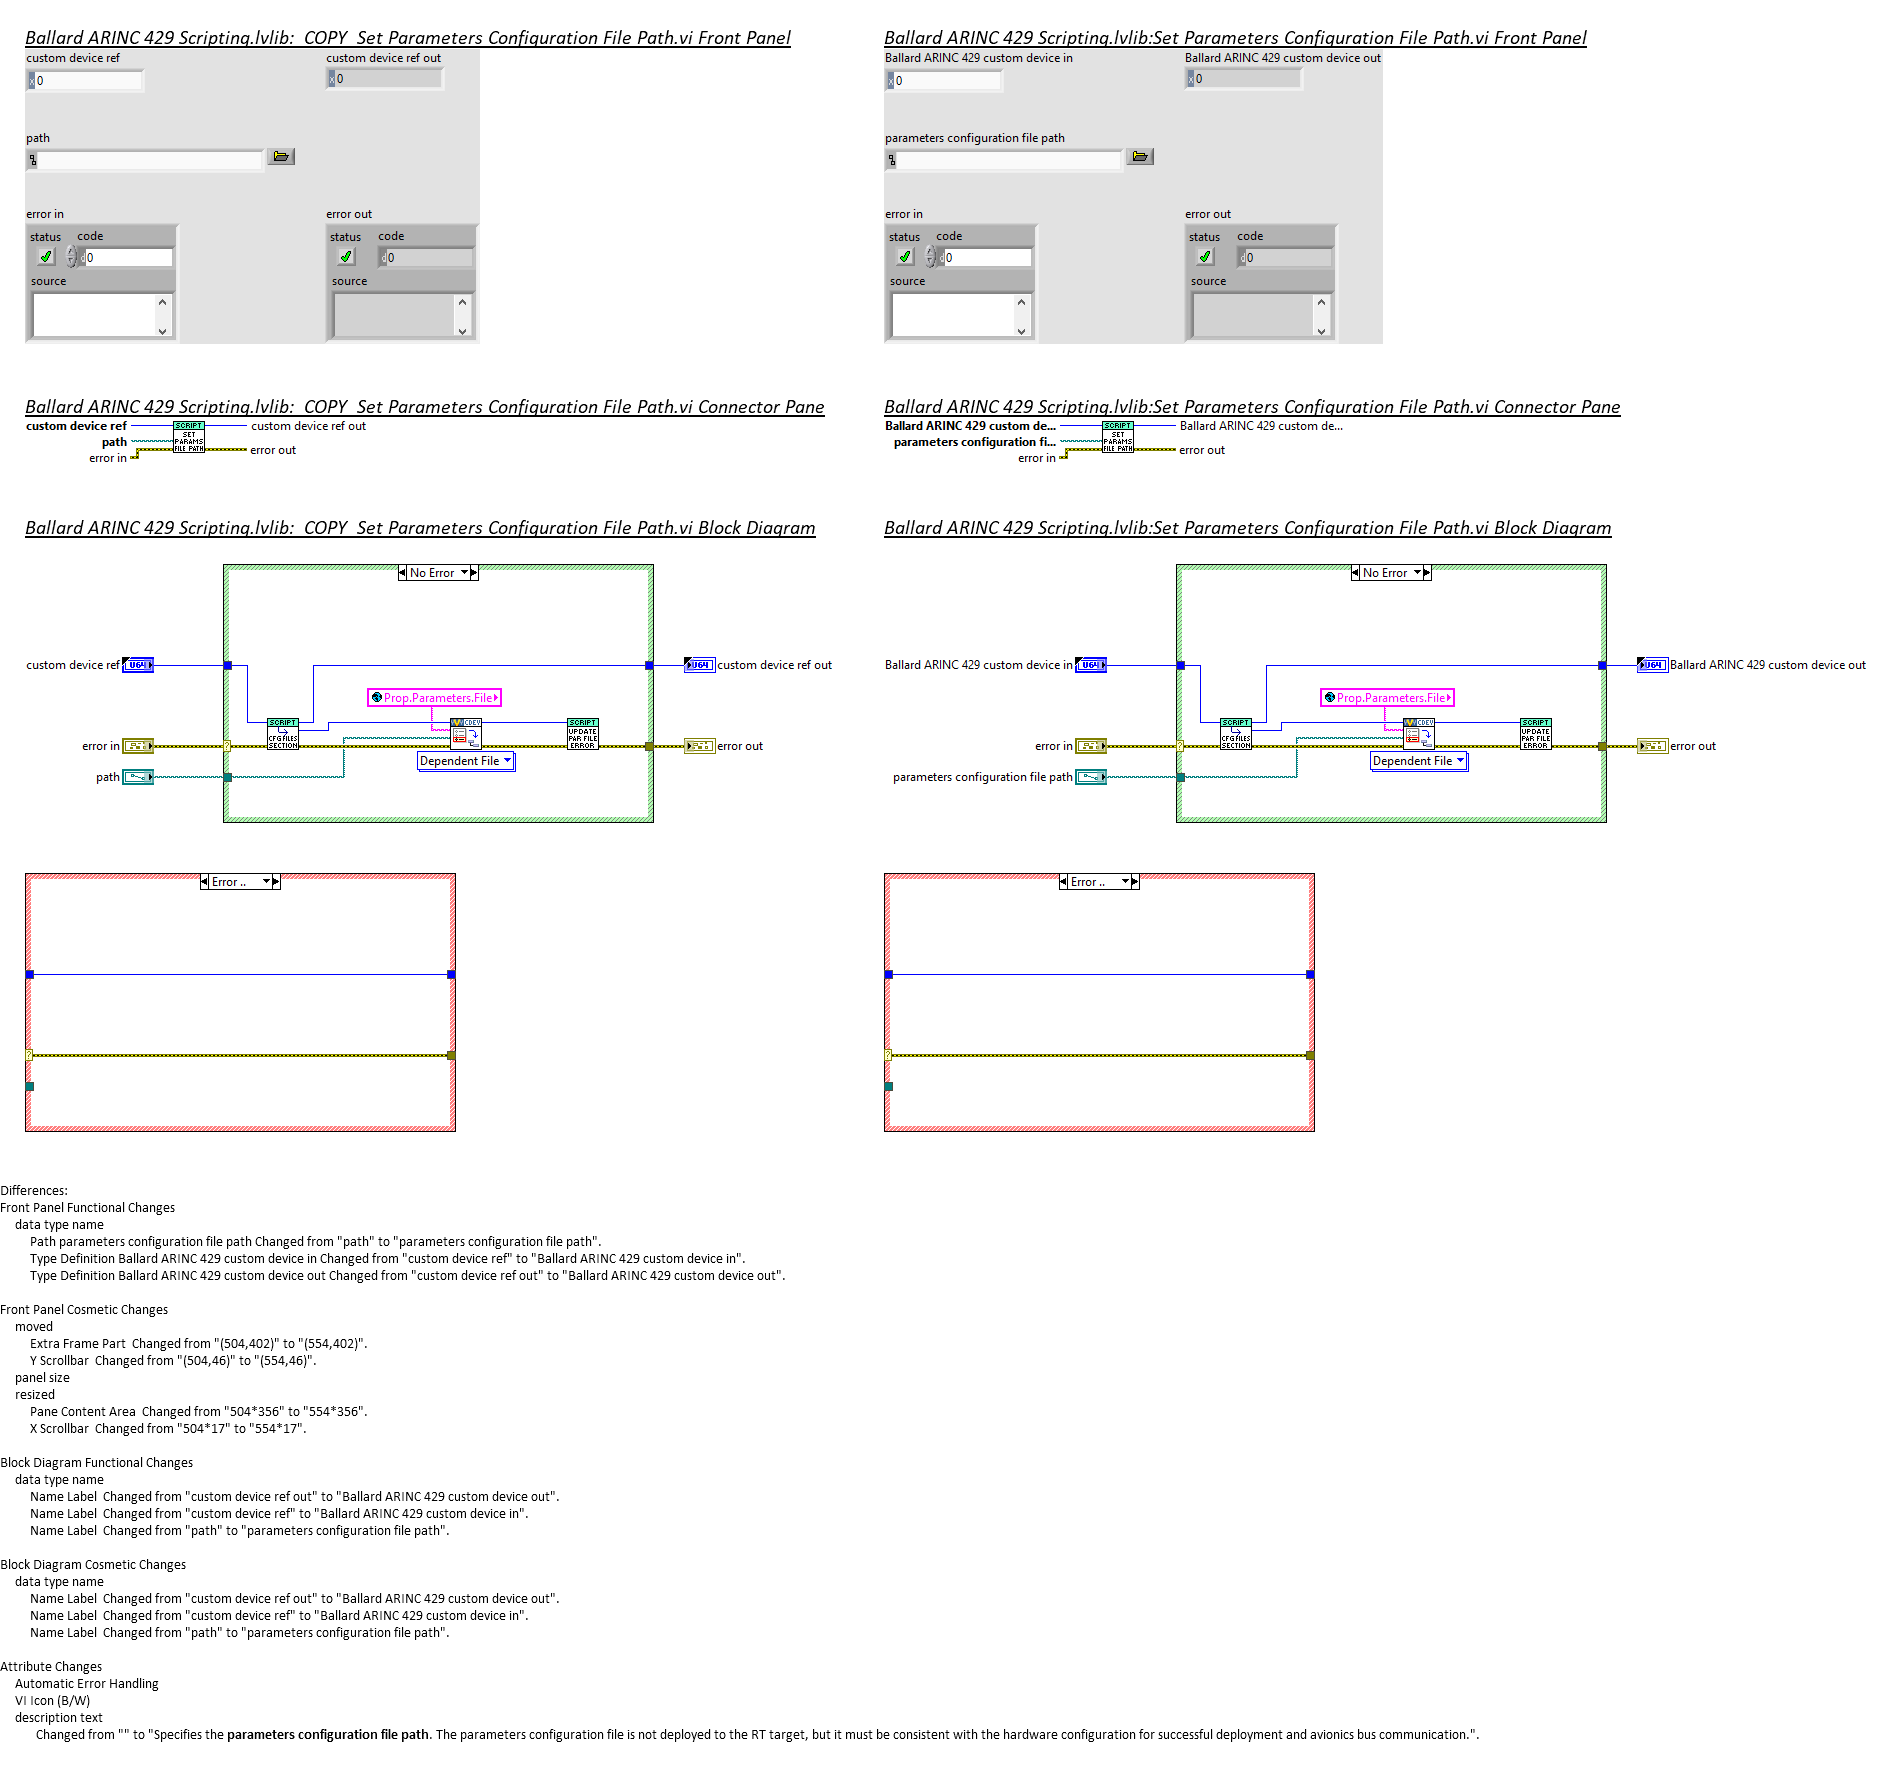 Ballard ARINC 429 Scripting.lvlib:  COPY  Set Parameters Configuration File Path.vi Front Panel
custom device ref
custom device ref out
x 0
x 0
path
error in
error out
status
code
status
code
d 0
d 0
source
source
Ballard ARINC 429 Scripting.lvlib:Set Parameters Configuration File Path.vi Front Panel
Ballard ARINC 429 custom device in
Ballard ARINC 429 custom device out
x 0
x 0
parameters configuration file path
error in
error out
status
code
status
code
d 0
d 0
source
source
Ballard ARINC 429 Scripting.lvlib:  COPY  Set Parameters Configuration File Path.vi Connector Pane
custom device ref
path
error in
SCRIPT
SET
PARAMS
FILE PATH
custom device ref out
error out
Ballard ARINC 429 Scripting.lvlib:Set Parameters Configuration File Path.vi Connector Pane
Ballard ARINC 429 custom de...
parameters configuration fi...
error in
SCRIPT
SET
PARAMS
FILE PATH
Ballard ARINC 429 custom de...
error out
Ballard ARINC 429 Scripting.lvlib:  COPY  Set Parameters Configuration File Path.vi Block Diagram
No Error
custom device ref
U64
U64
custom device ref out
Prop.Parameters.File
SCRIPT
CFG FILES
SECTION
CDEV
SCRIPT
UPDATE
PAR FILE
ERROR
error in
?
error out
Dependent File
path
Error ..
?
Ballard ARINC 429 Scripting.lvlib:Set Parameters Configuration File Path.vi Block Diagram
No Error
Ballard ARINC 429 custom device in
U64
U64
Ballard ARINC 429 custom device out
Prop.Parameters.File
SCRIPT
CFG FILES
SECTION
CDEV
SCRIPT
UPDATE
PAR FILE
ERROR
error in
?
error out
Dependent File
parameters configuration file path
Error ..
?
Differences:
Front Panel Functional Changes
data type name
Path parameters configuration file path Changed from "path" to "parameters configuration file path".
Type Definition Ballard ARINC 429 custom device in Changed from "custom device ref" to "Ballard ARINC 429 custom device in".
Type Definition Ballard ARINC 429 custom device out Changed from "custom device ref out" to "Ballard ARINC 429 custom device out".
Front Panel Cosmetic Changes
moved
Extra Frame Part  Changed from "(504,402)" to "(554,402)".
Y Scrollbar  Changed from "(504,46)" to "(554,46)".
panel size
resized
Pane Content Area  Changed from "504*356" to "554*356".
X Scrollbar  Changed from "504*17" to "554*17".
Block Diagram Functional Changes
data type name
Name Label  Changed from "custom device ref out" to "Ballard ARINC 429 custom device out".
Name Label  Changed from "custom device ref" to "Ballard ARINC 429 custom device in".
Name Label  Changed from "path" to "parameters configuration file path".
Block Diagram Cosmetic Changes
data type name
Name Label  Changed from "custom device ref out" to "Ballard ARINC 429 custom device out".
Name Label  Changed from "custom device ref" to "Ballard ARINC 429 custom device in".
Name Label  Changed from "path" to "parameters configuration file path".
Attribute Changes
Automatic Error Handling
VI Icon (B/W)
description text
Changed from "" to "Specifies the parameters configuration file path. The parameters configuration file is not deployed to the RT target, but it must be consistent with the hardware configuration for successful deployment and avionics bus communication.".